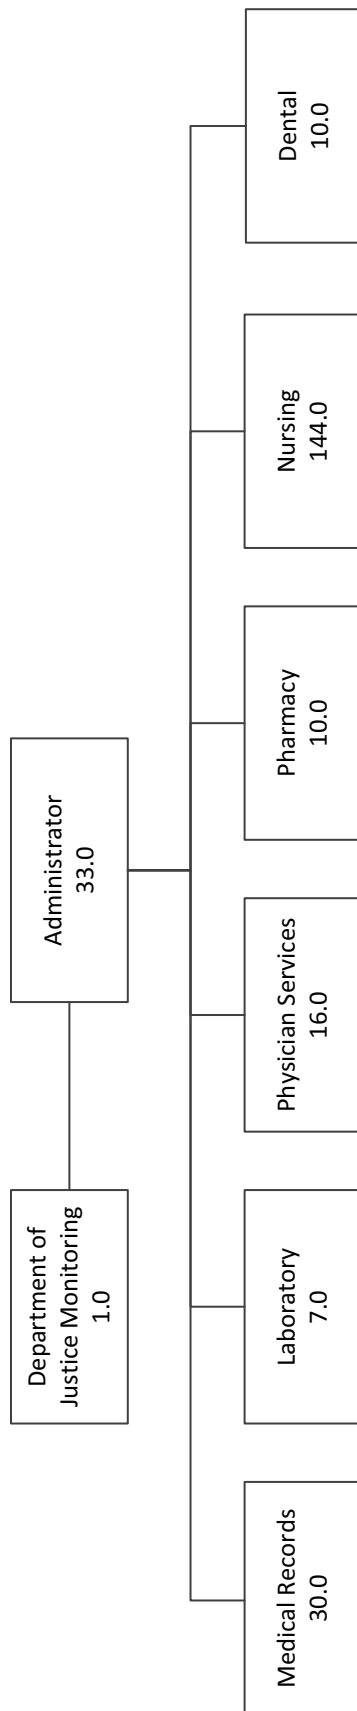 Department of
Justice Monitoring
1.0
Administrator
33.0
Medical Records
30.0
Laboratory
7.0
Physician Services
16.0
Pharmacy
10.0
Nursing
144.0
Dental
10.0